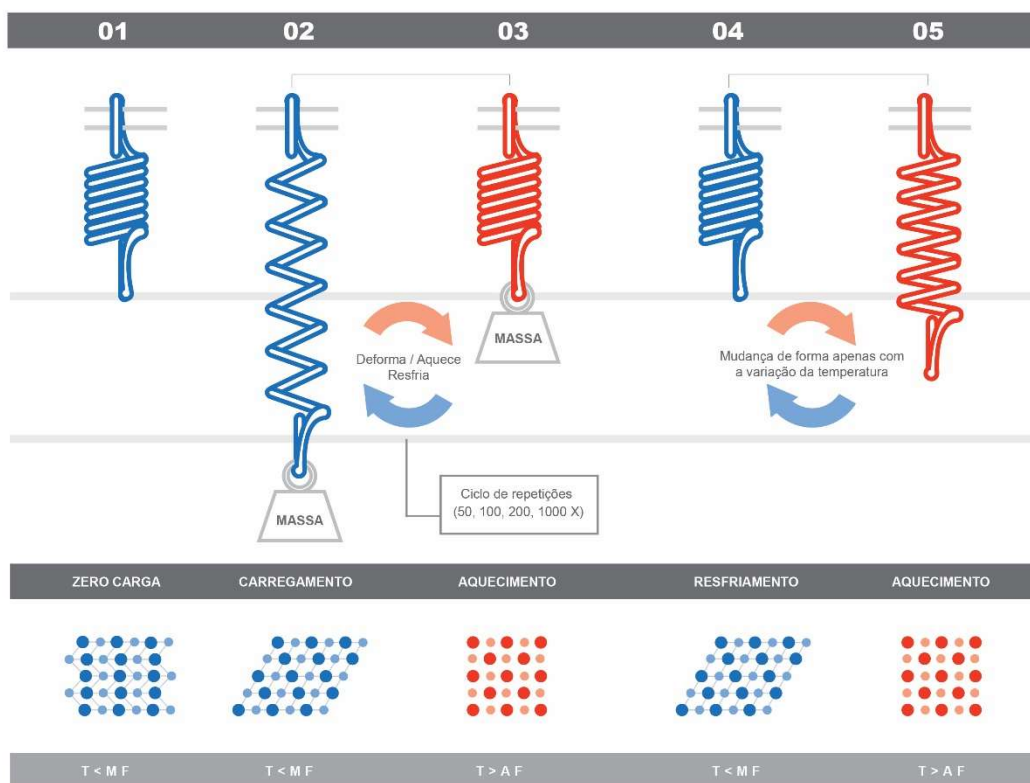 01 02 03 04 05
MASSA
Deforma / Aquece
Resfria
Mudança de forma apenas com
a variação da temperatura
MASSA
Ciclo de repetições
(50, 100, 200, 1000 X)
ZERO CARGA CARREGAMENTO AQUECIMENTO RESFRIAMENTO AQUECIMENTO
T < M F T < M F T > A F T < M F T > A F